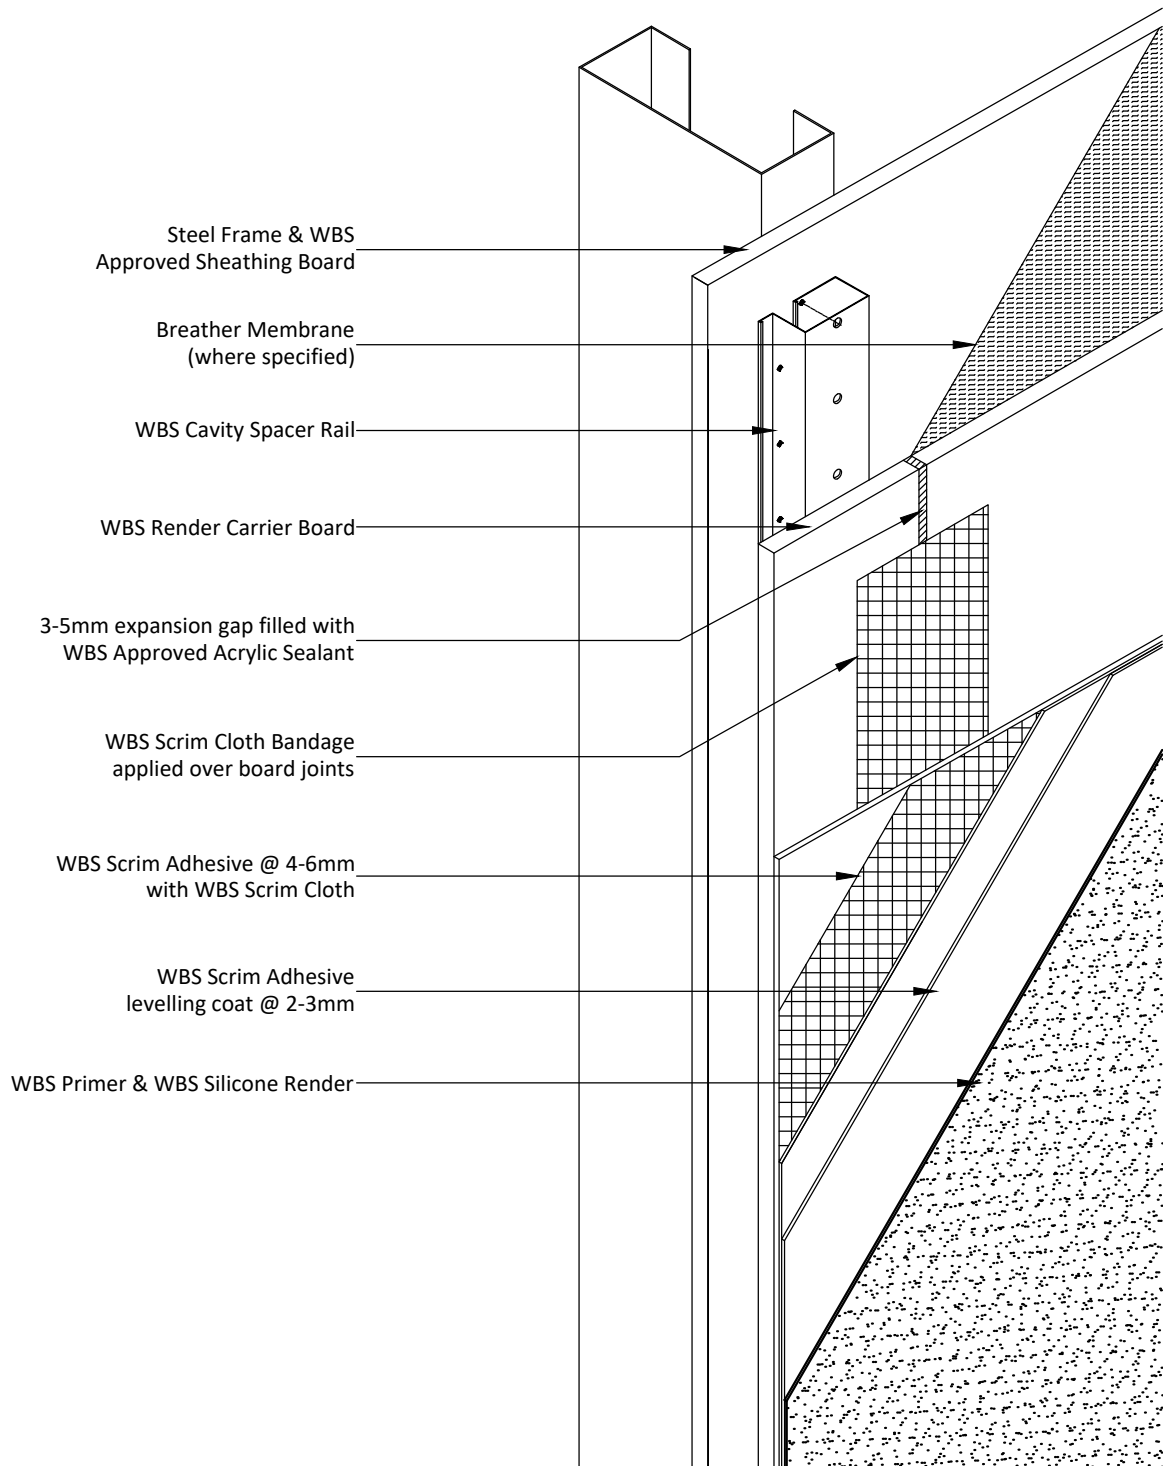 Steel Frame & WBS
Approved Sheathing Board
Breather Membrane
(where specified)
WBS Cavity Spacer Rail
WBS Render Carrier Board
3-5mm expansion gap filled with
WBS Approved Acrylic Sealant
WBS Scrim Cloth Bandage
applied over board joints
WBS Scrim Adhesive @ 4-6mm
with WBS Scrim Cloth
WBS Scrim Adhesive
levelling coat @ 2-3mm
WBS Primer & WBS Silicone Render